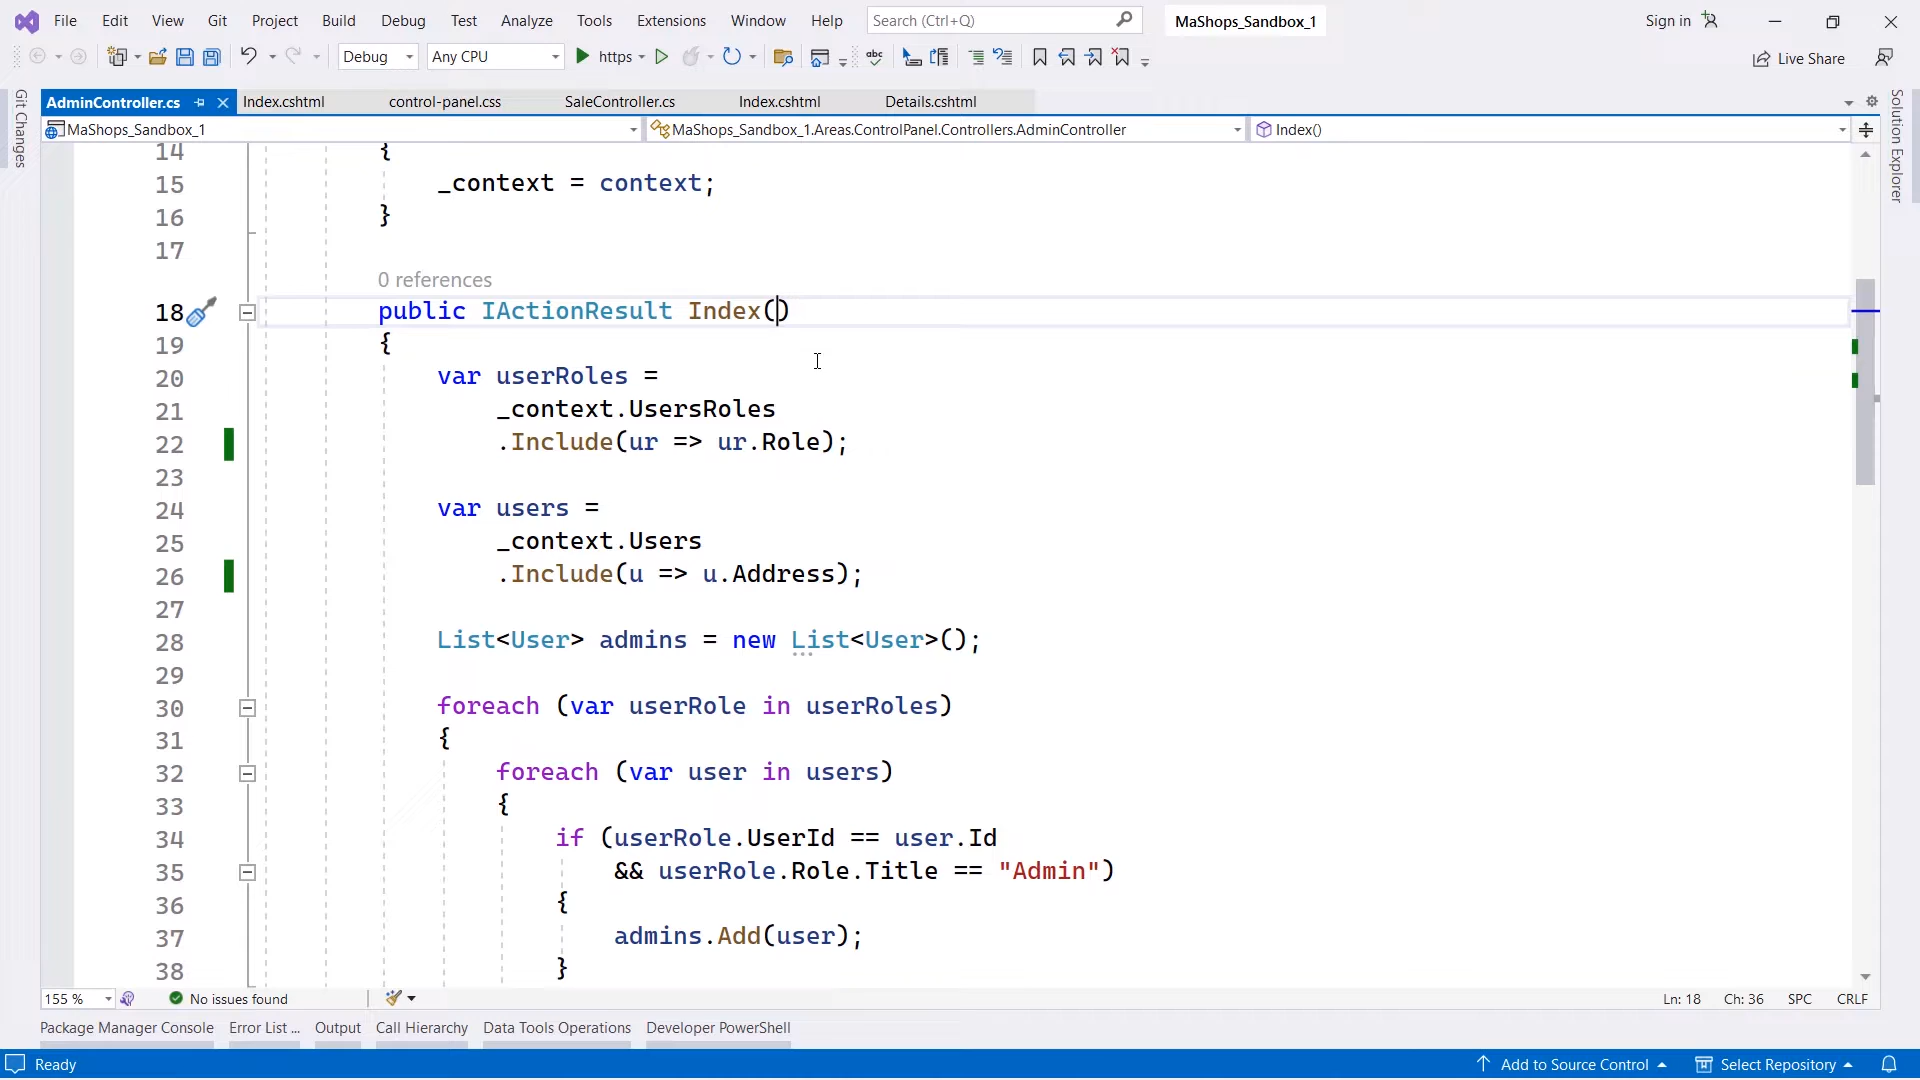 File Edit View Git Project Build Debug Test Analyze Tools Extensions Window Help Search (Ctrl+Q) MaShops_Sandbox_1 Sign in
Debug Any CPU https Live Share
Git Changes
AdminController.cs Index.cshtml control-panel.css SaleController.cs Index.cshtml Details.cshtml
Solution Explorer
MaShops_Sandbox_1 MaShops_Sandbox_1.Areas.ControlPanel.Controllers.AdminController Index()
14 {
15 _context = context;
16 }
17
0 references
18 public IActionResult Index()
19 {
20 var userRoles =
21 _context.UsersRoles
22 .Include(ur => ur.Role);
23
24 var users =
25 _context.Users
26 .Include(u => u.Address);
27
28 List<User> admins = new List<User>();
29
30 foreach (var userRole in userRoles)
31 {
32 foreach (var user in users)
33 {
34 if (userRole.UserId == user.Id
35 && userRole.Role.Title == "Admin")
36 {
37 admins.Add(user);
38 }
155 % No issues found Ln: 18 Ch: 36 SPC CRLF
Package Manager Console Error List ... Output Call Hierarchy Data Tools Operations Developer PowerShell
Ready Add to Source Control Select Repository